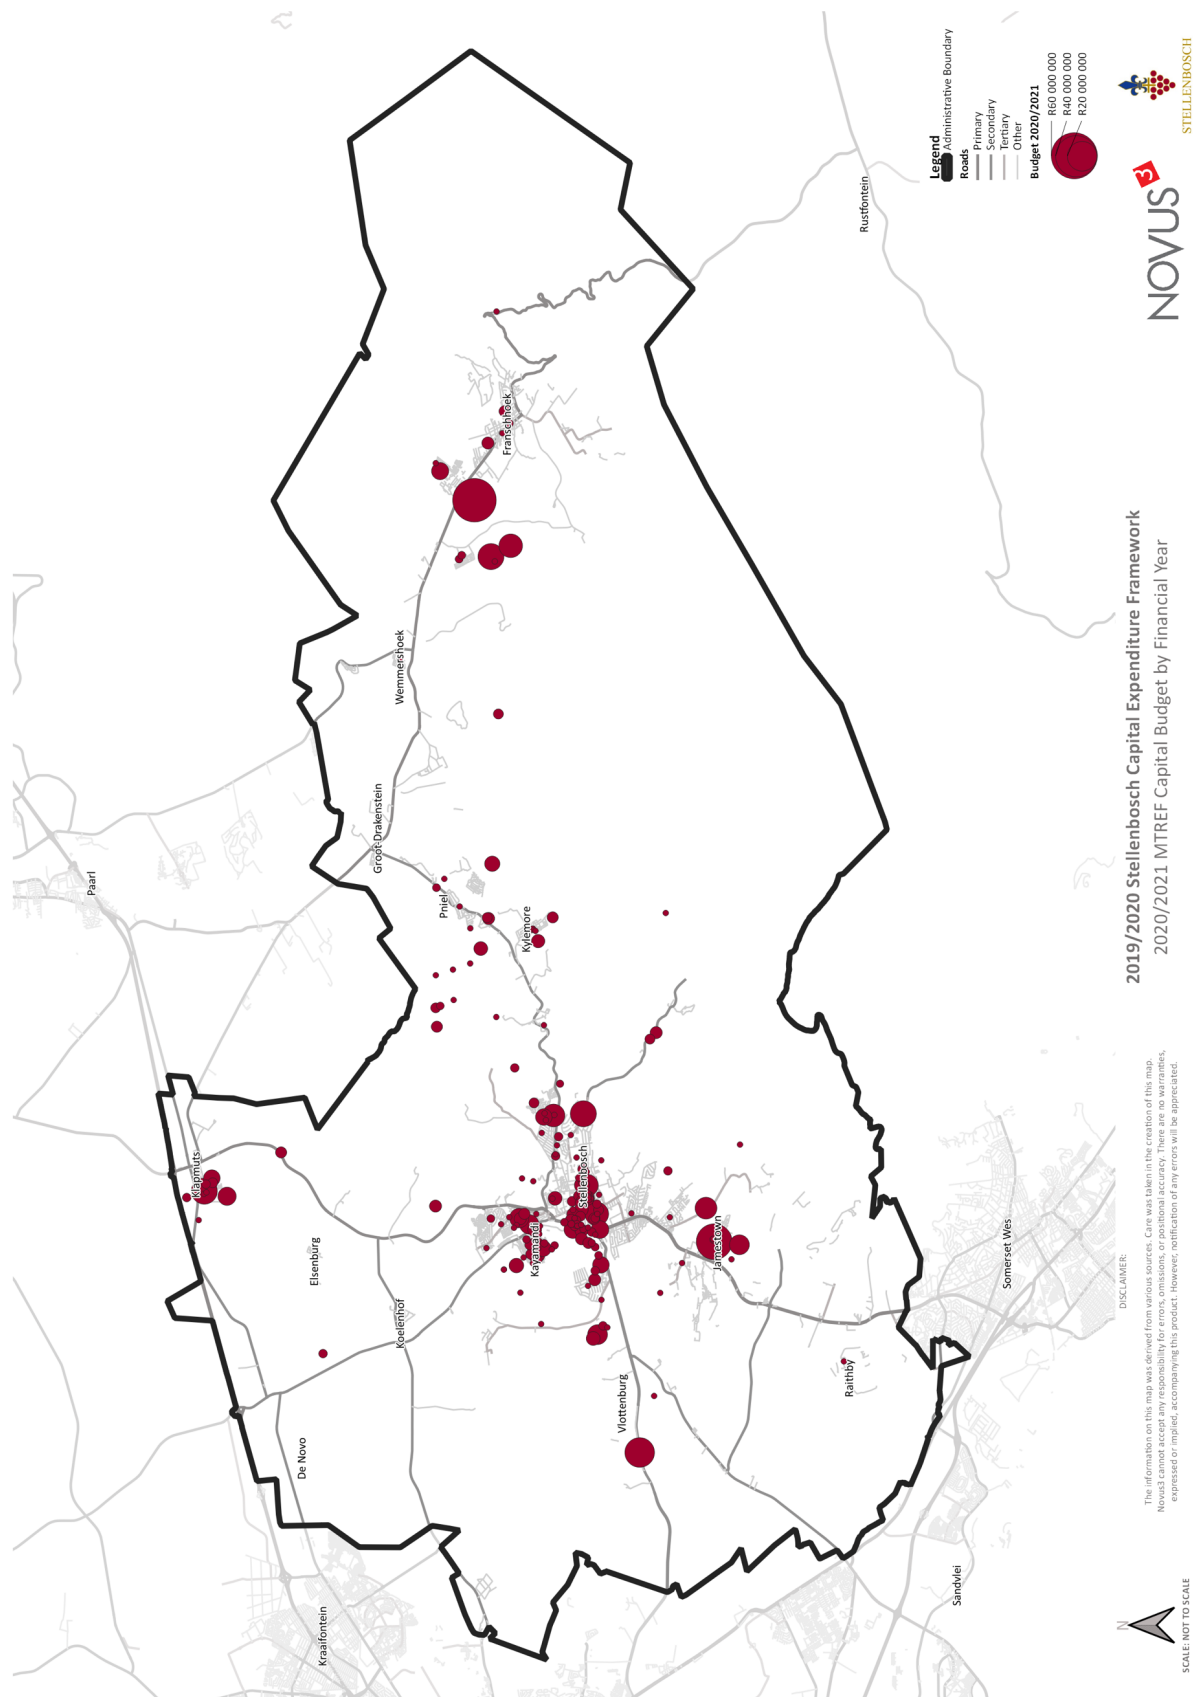 Paarl
Klapmuts
Elsenburg
Koelenhof
De Novo
Kraaifontein
Groot-Drakenstein
Wemmershoek
Franschhoek
Pniel
Kylemore
Stellenbosch
Kayamandi
Jamestown
Vlottenburg
Raithby
Somerset Wes
Sandvlei
Rustfontein
Legend
Administrative Boundary
Roads
Primary
Secondary
Tertiary
Other
Budget 2020/2021
R60 000 000
R40 000 000
R20 000 000
N
SCALE: NOT TO SCALE
DISCLAIMER:
The information on this map was derived from various sources. Care was taken in the creation of this map.
Novus3 cannot accept any responsibility for errors, omissions, or positional accuracy. There are no warranties,
expressed or implied, accompanying this product. However, notification of any errors will be appreciated.
2019/2020 Stellenbosch Capital Expenditure Framework
2020/2021 MTREF Capital Budget by Financial Year
NOVUS3
STELLENBOSCH